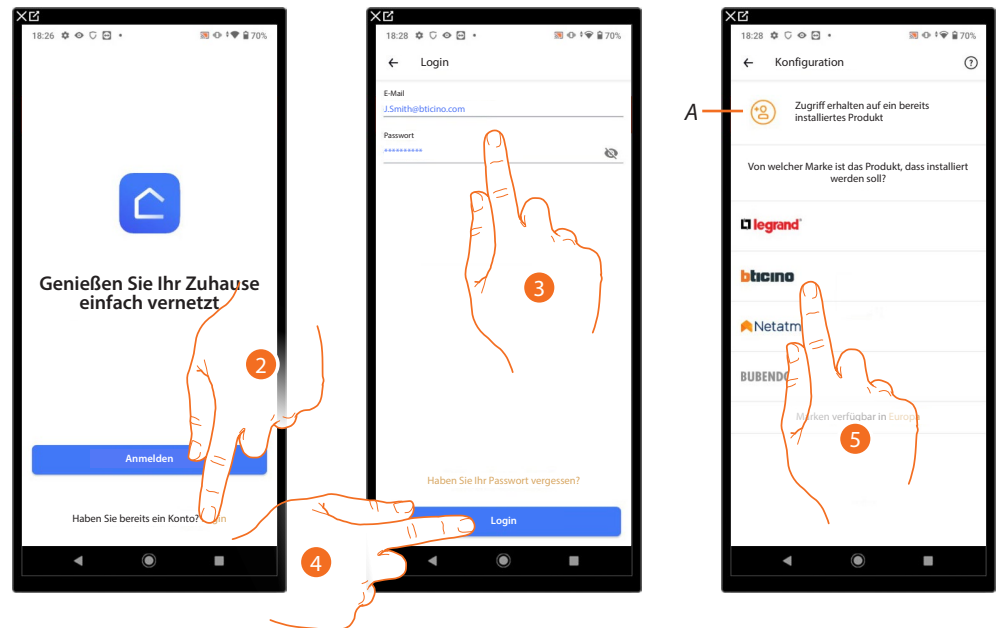 18:26
70%
Genießen Sie Ihr Zuhause
einfach vernetzt
2
Anmelden
Haben Sie bereits ein Konto?
18:28
70%
Login
E-Mail
J.Smith@bticino.com
Passwort
**********
3
Haben Sie Ihr Passwort vergessen?
Login
4
18:28
70%
Konfiguration
?
A
Zugriff erhalten auf ein bereits
installiertes Produkt
Von welcher Marke ist das Produkt, dass installiert
werden soll?
legrand
bticino
Netatm
BUBEND
Marken verfügbar in Europa
5